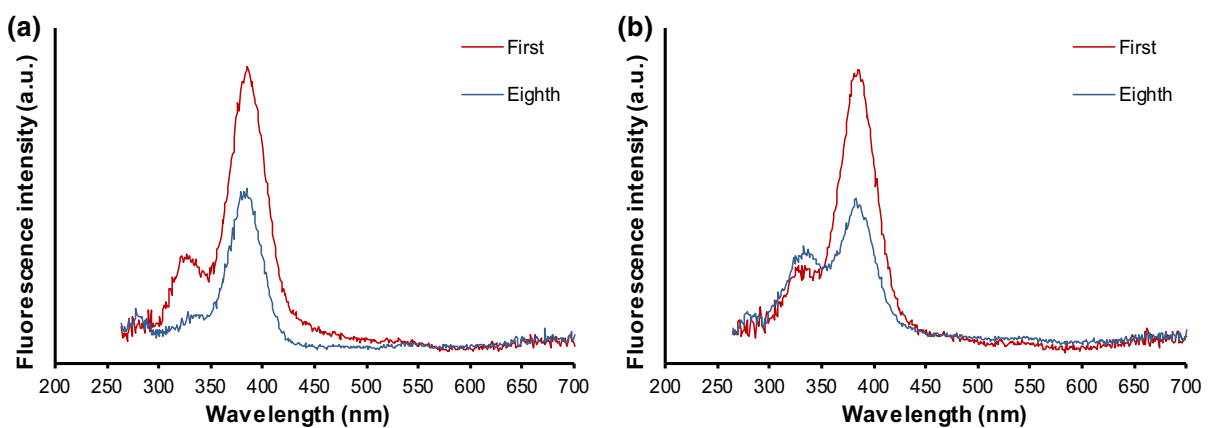 (a)
First
Eighth
Fluorescence intensity (a.u.)
200 250 300 350 400 450 500 550 600 650 700
Wavelength (nm)
(b)
First
Eighth
Fluorescence intensity (a.u.)
200 250 300 350 400 450 500 550 600 650 700
Wavelength (nm)